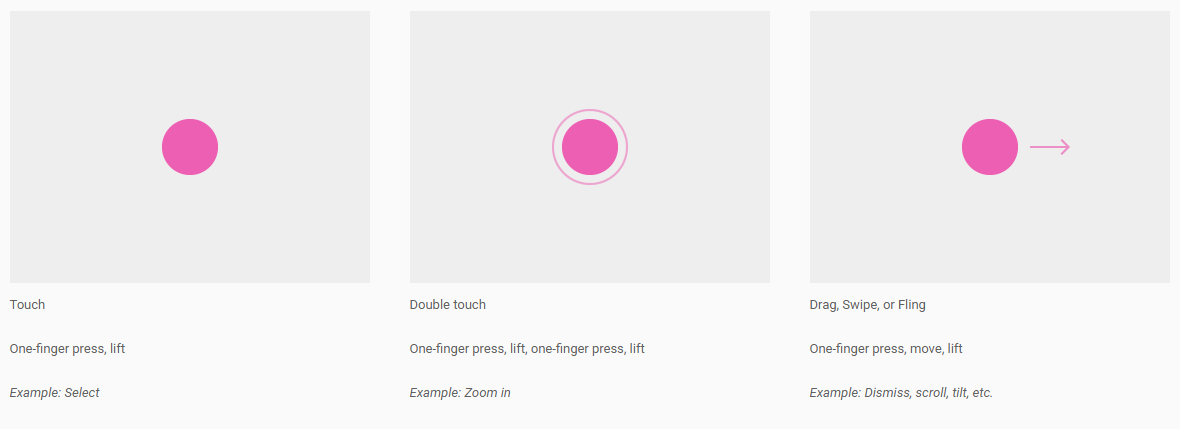 Touch
One-finger press, lift
Example: Select
Double touch
One-finger press, lift, one-finger press, lift
Example: Zoom in
Drag, Swipe, or Fling
One-finger press, move, lift
Example: Dismiss, scroll, tilt, etc.